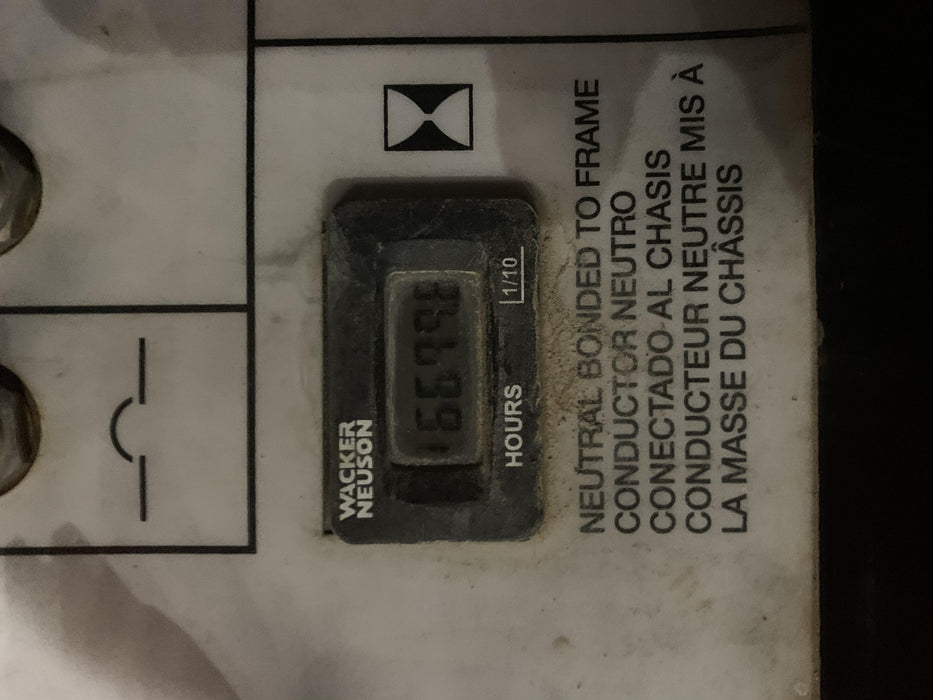 WACKER
NEUSON
HOURS 1/10
NEUTRAL BONDED TO FRAME
CONDUCTOR NEUTRO
CONECTADO AL CHASIS
CONDUCTEUR NEUTRE MIS À
LA MASSE DU CHÂSSIS